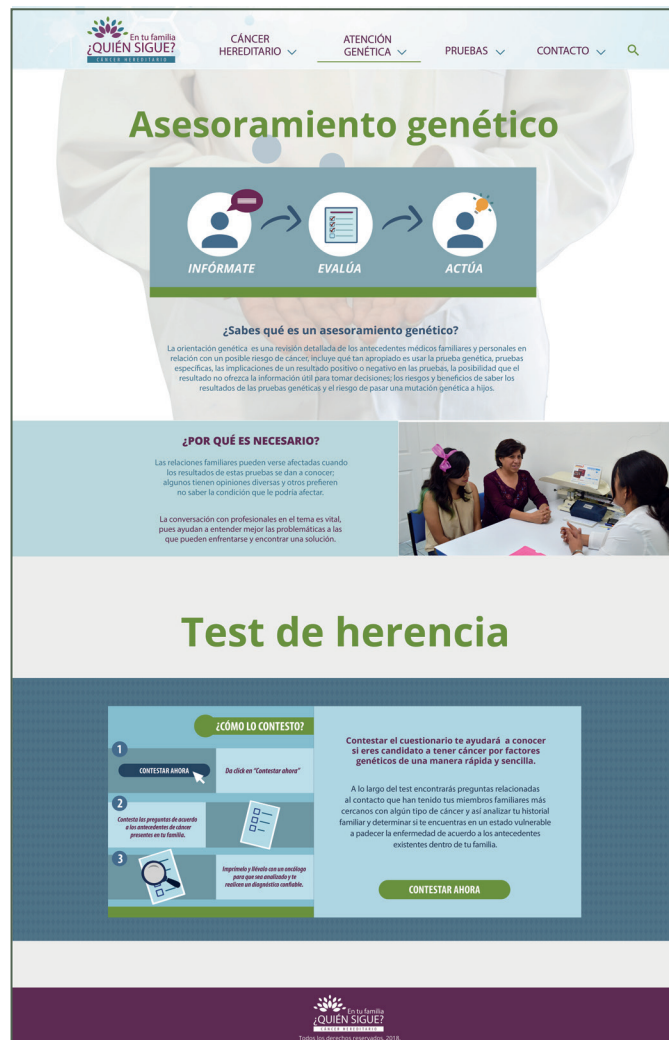 En tu familia
¿QUIÉN SIGUE?
CÁNCER HEREDITARIO
CÁNCER
HEREDITARIO
ATENCIÓN
GENÉTICA
PRUEBAS
CONTACTO
Asesoramiento genético
INFÓRMATE
EVALÚA
ACTÚA
¿Sabes qué es un asesoramiento genético?
La orientación genética es una revisión detallada de los antecedentes médicos familiares y personales en
relación con un posible riesgo de cáncer, incluye qué tan apropiado es usar la prueba genética, pruebas
específicas, las implicaciones de un resultado positivo o negativo en las pruebas, la posibilidad que el
resultado no ofrezca la información útil para tomar decisiones; los riesgos y beneficios de saber los
resultados de las pruebas genéticas y el riesgo de pasar una mutación genética a hijos.
¿POR QUÉ ES NECESARIO?
Las relaciones familiares pueden verse afectadas cuando
los resultados de estas pruebas se dan a conocer;
algunos tienen opiniones diversas y otros prefieren
no saber la condición que le podría afectar.
La conversación con profesionales en el tema es vital,
pues ayudan a entender mejor las problemáticas a las
que pueden enfrentarse y encontrar una solución.
Test de herencia
¿CÓMO LO CONTESTO?
1
CONTESTAR AHORA
Da click en "Contestar ahora"
2
Contesta las preguntas de acuerdo
a los antecedentes de cáncer
presentes en tu familia.
3
Imprímelo y llévalo con un oncólogo
para que sea analizado y te
realicen un diagnóstico confiable.
Contestar el cuestionario te ayudará a conocer
si eres candidato a tener cáncer por factores
genéticos de una manera rápida y sencilla.
A lo largo del test encontrarás preguntas relacionadas
al contacto que han tenido tus miembros familiares más
cercanos con algún tipo de cáncer y así analizar tu historial
familiar y determinar si te encuentras en un estado vulnerable
a padecer la enfermedad de acuerdo a los antecedentes
existentes dentro de tu familia.
CONTESTAR AHORA
En tu familia
¿QUIÉN SIGUE?
CÁNCER HEREDITARIO
Todos los derechos reservados. 2018.